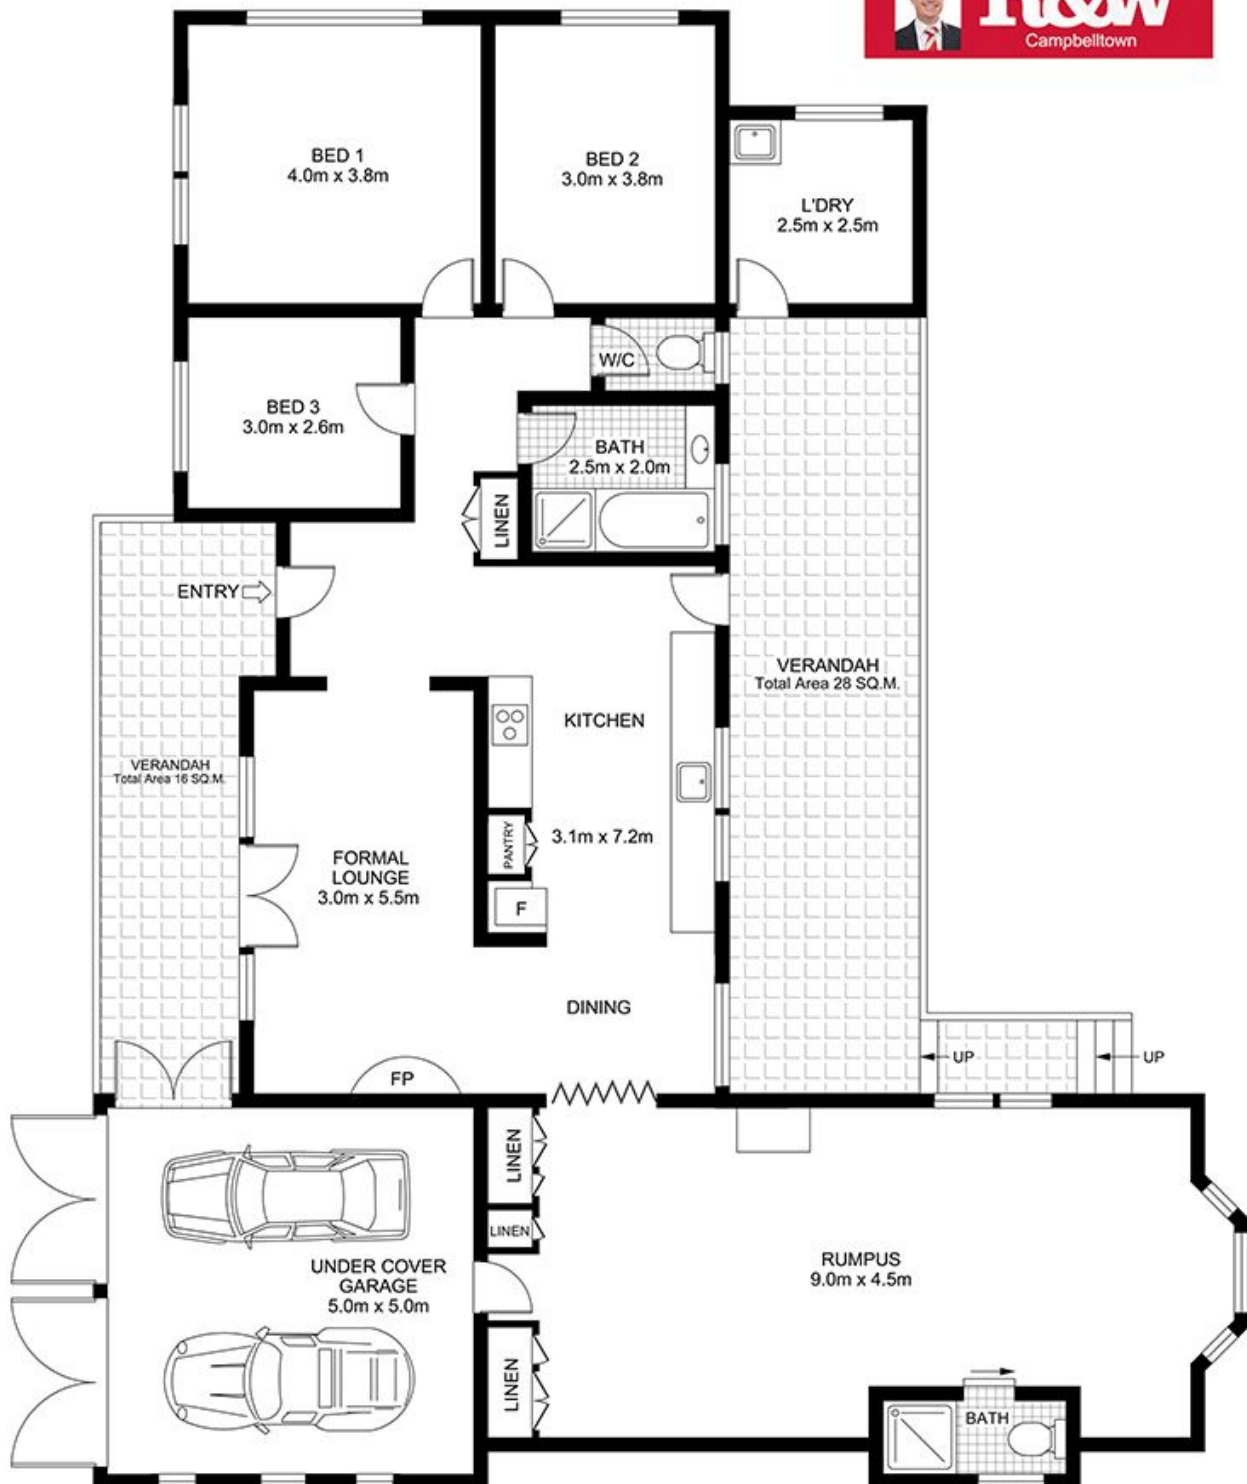 R&W
Campbelltown
BED 1
4.0m x 3.8m
BED 2
3.0m x 3.8m
L'DRY
2.5m x 2.5m
W/C
BED 3
3.0m x 2.6m
BATH
2.5m x 2.0m
LINEN
ENTRY
VERANDAH
Total Area 28 SQ.M.
KITCHEN
VERANDAH
Total Area 16 SQ.M.
PANTRY
3.1m x 7.2m
FORMAL
LOUNGE
3.0m x 5.5m
F
DINING
UP
UP
FP
LINEN
LINEN
UNDER COVER
GARAGE
5.0m x 5.0m
RUMPUS
9.0m x 4.5m
LINEN
BATH